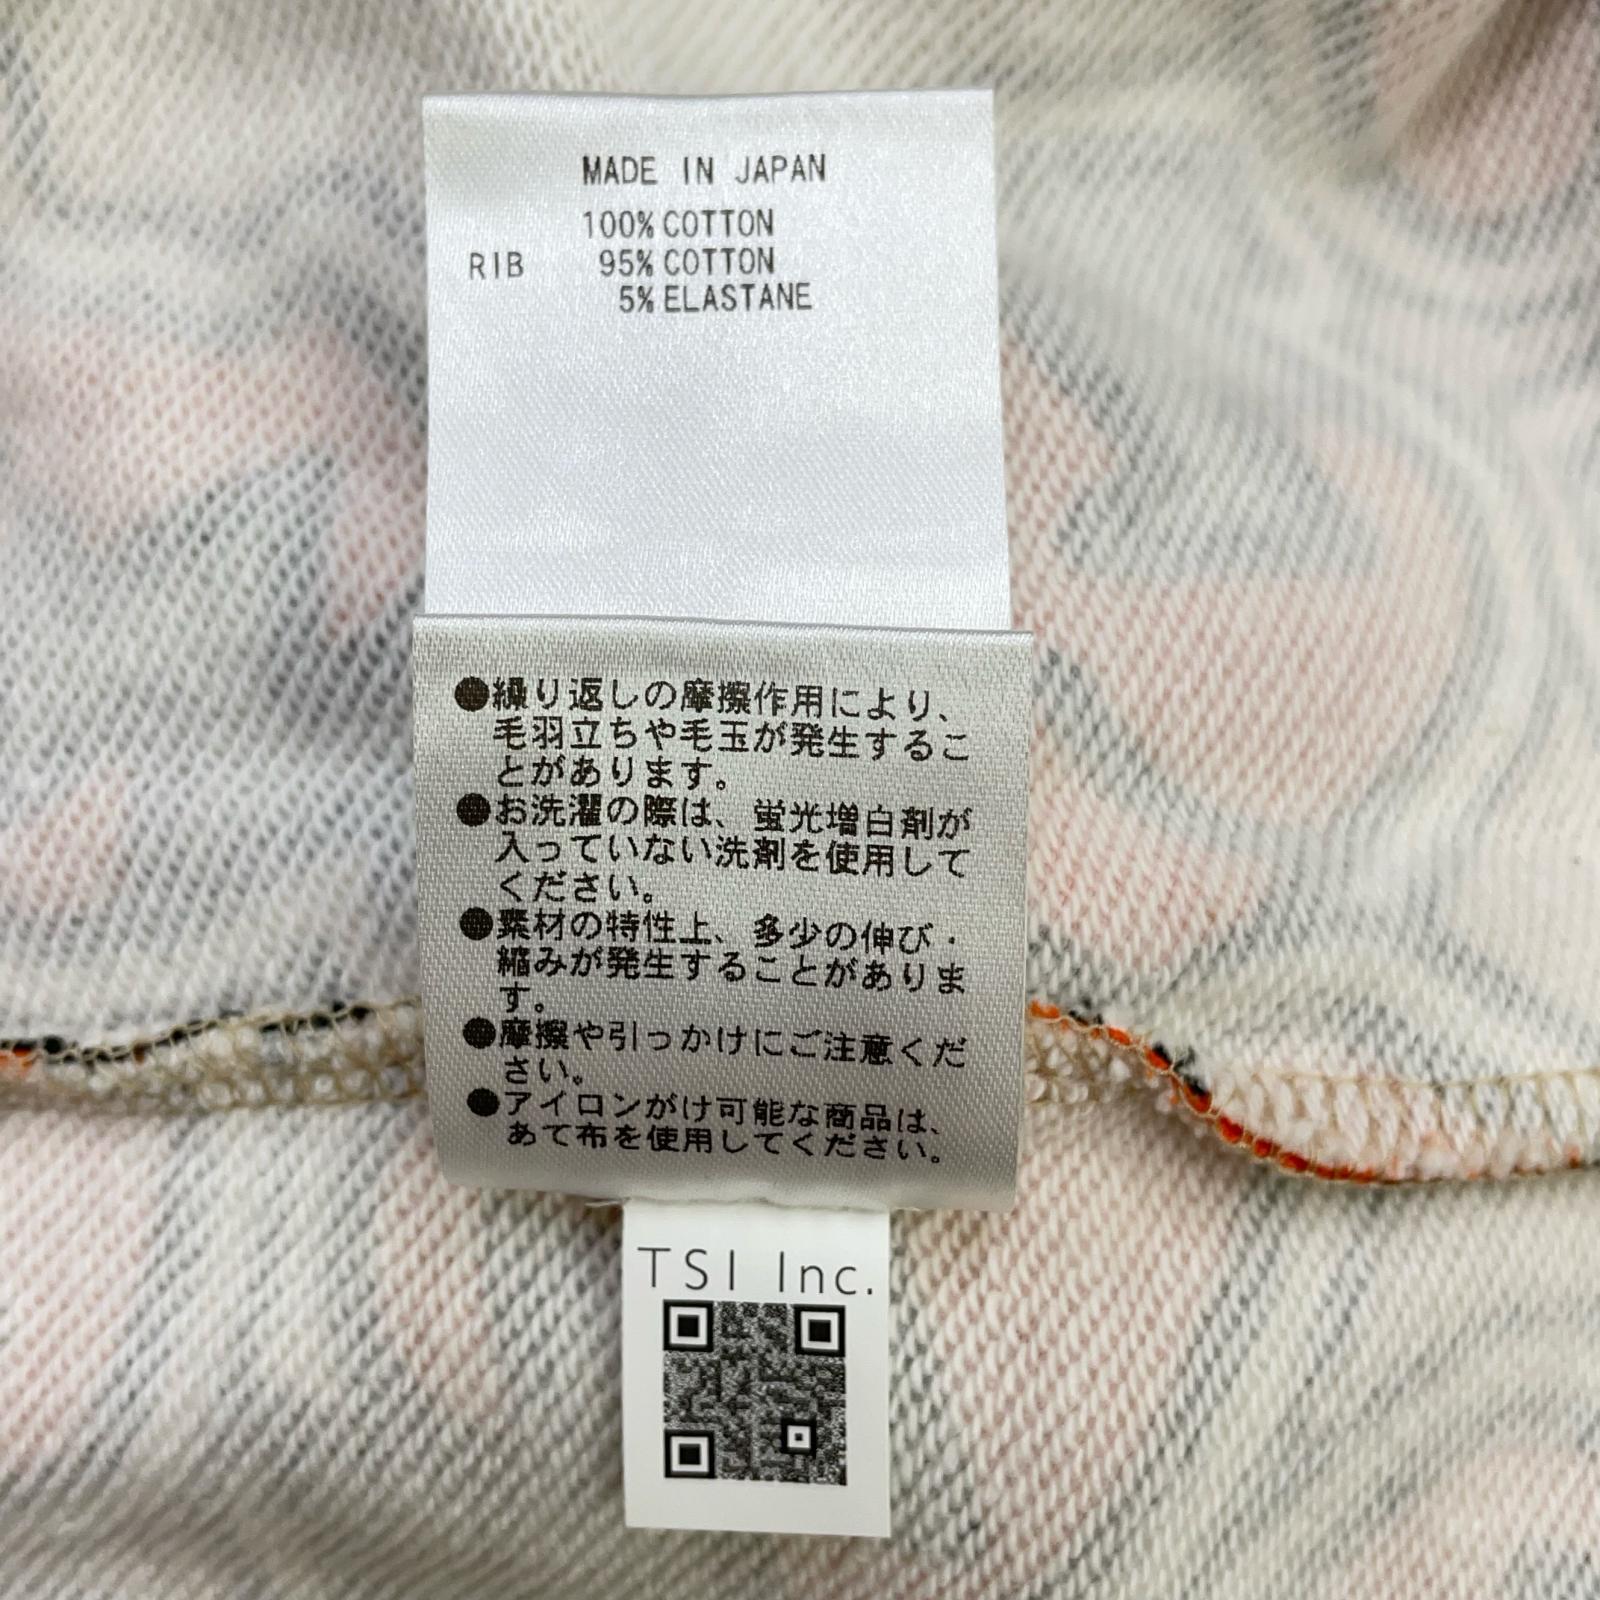 MADE IN JAPAN
100% COTTON
RIB 95% COTTON
5% ELASTANE
●繰り返しの摩擦作用により、
毛羽立ちや毛玉が発生するこ
とがあります。
●お洗濯の際は、蛍光増白剤が
入っていない洗剤を使用して
ください。
●素材の特性上、多少の伸び・
縮みが発生することがありま
す。
●摩擦や引っかけにご注意くだ
さい。
●アイロンがけ可能な商品は、
あて布を使用してください。
TSI Inc.